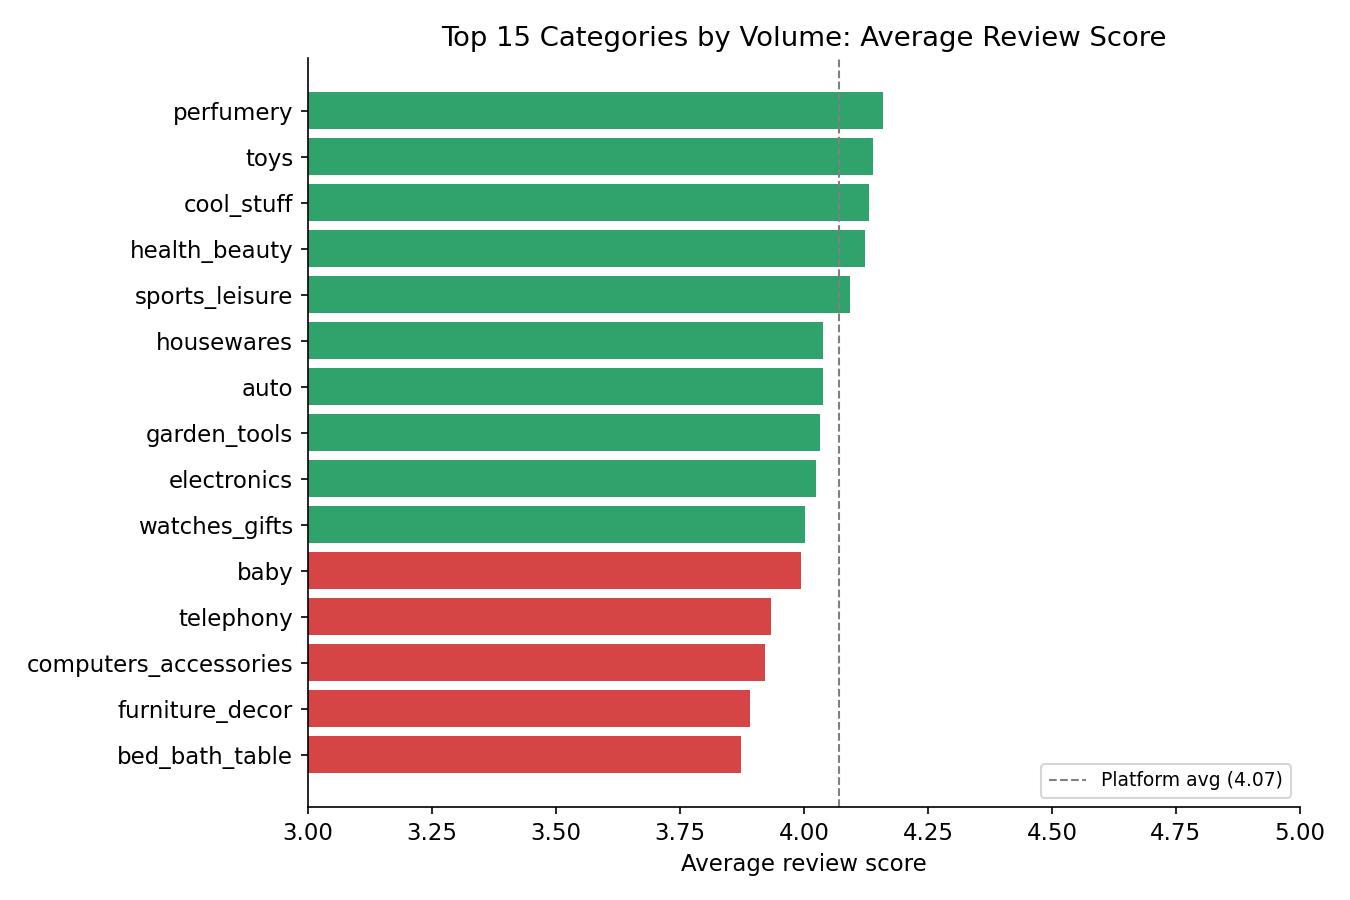 Top 15 Categories by Volume: Average Review Score
perfumery
toys
cool_stuff
health_beauty
sports_leisure
housewares
auto
garden_tools
electronics
watches_gifts
baby
telephony
computers_accessories
furniture_decor
bed_bath_table
Platform avg (4.07)
3.00 3.25 3.50 3.75 4.00 4.25 4.50 4.75 5.00
Average review score